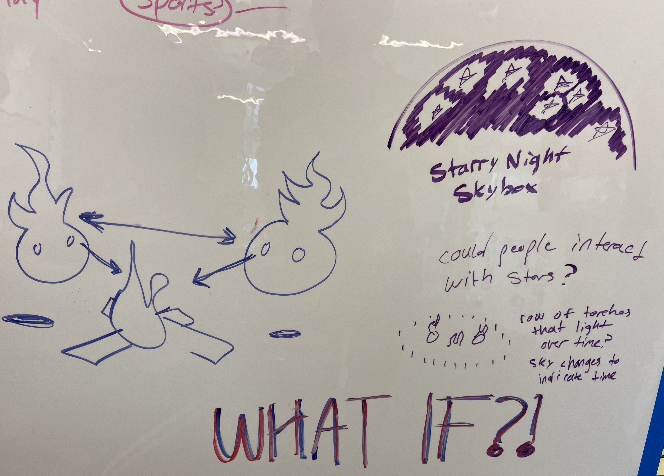 sports?
Starry Night
Skybox
could people interact
with stars?
row of torches
that light
over time?
sky changes to
indicate time
WHAT IF?!